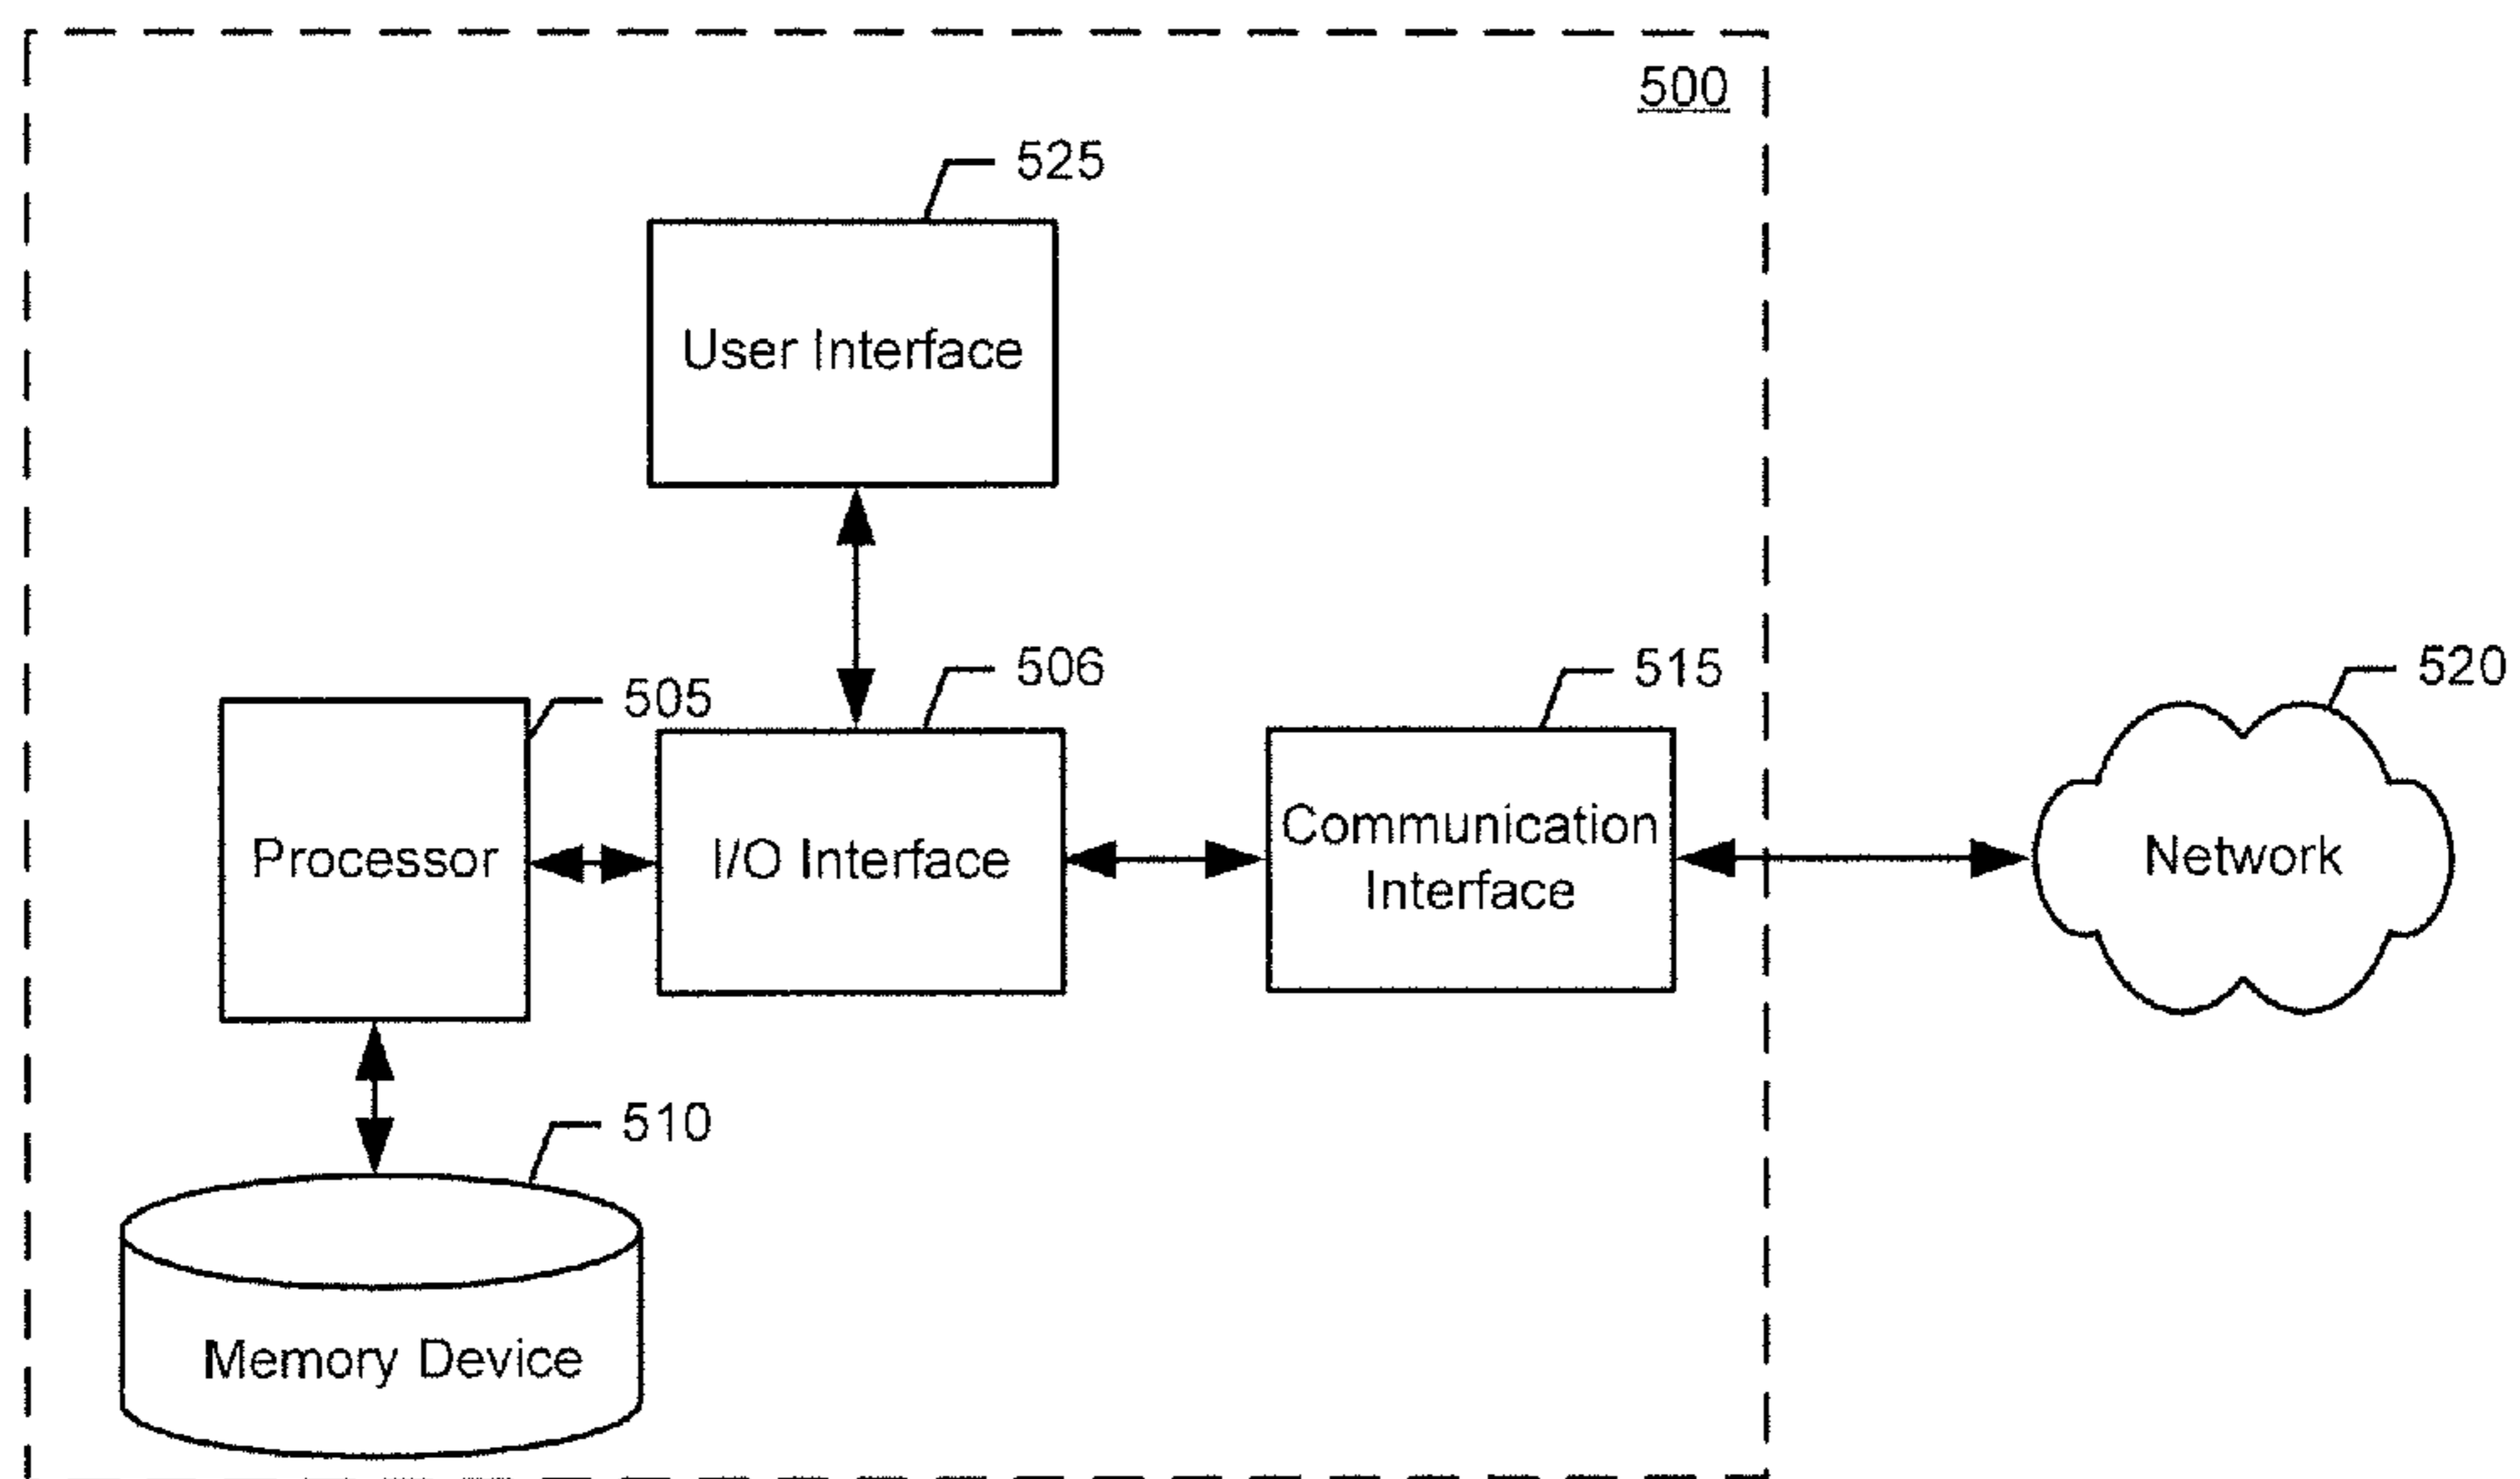 500
525
User Interface
505
506
515
520
Processor
I/O Interface
Communication
Interface
Network
510
Memory Device